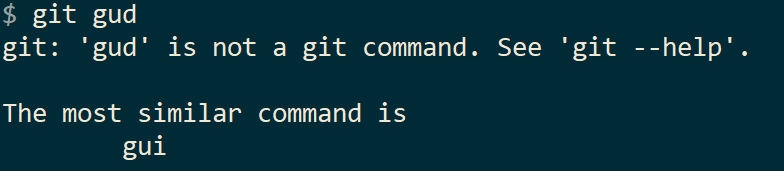 $ git gud
git: 'gud' is not a git command. See 'git --help'.
The most similar command is
gui